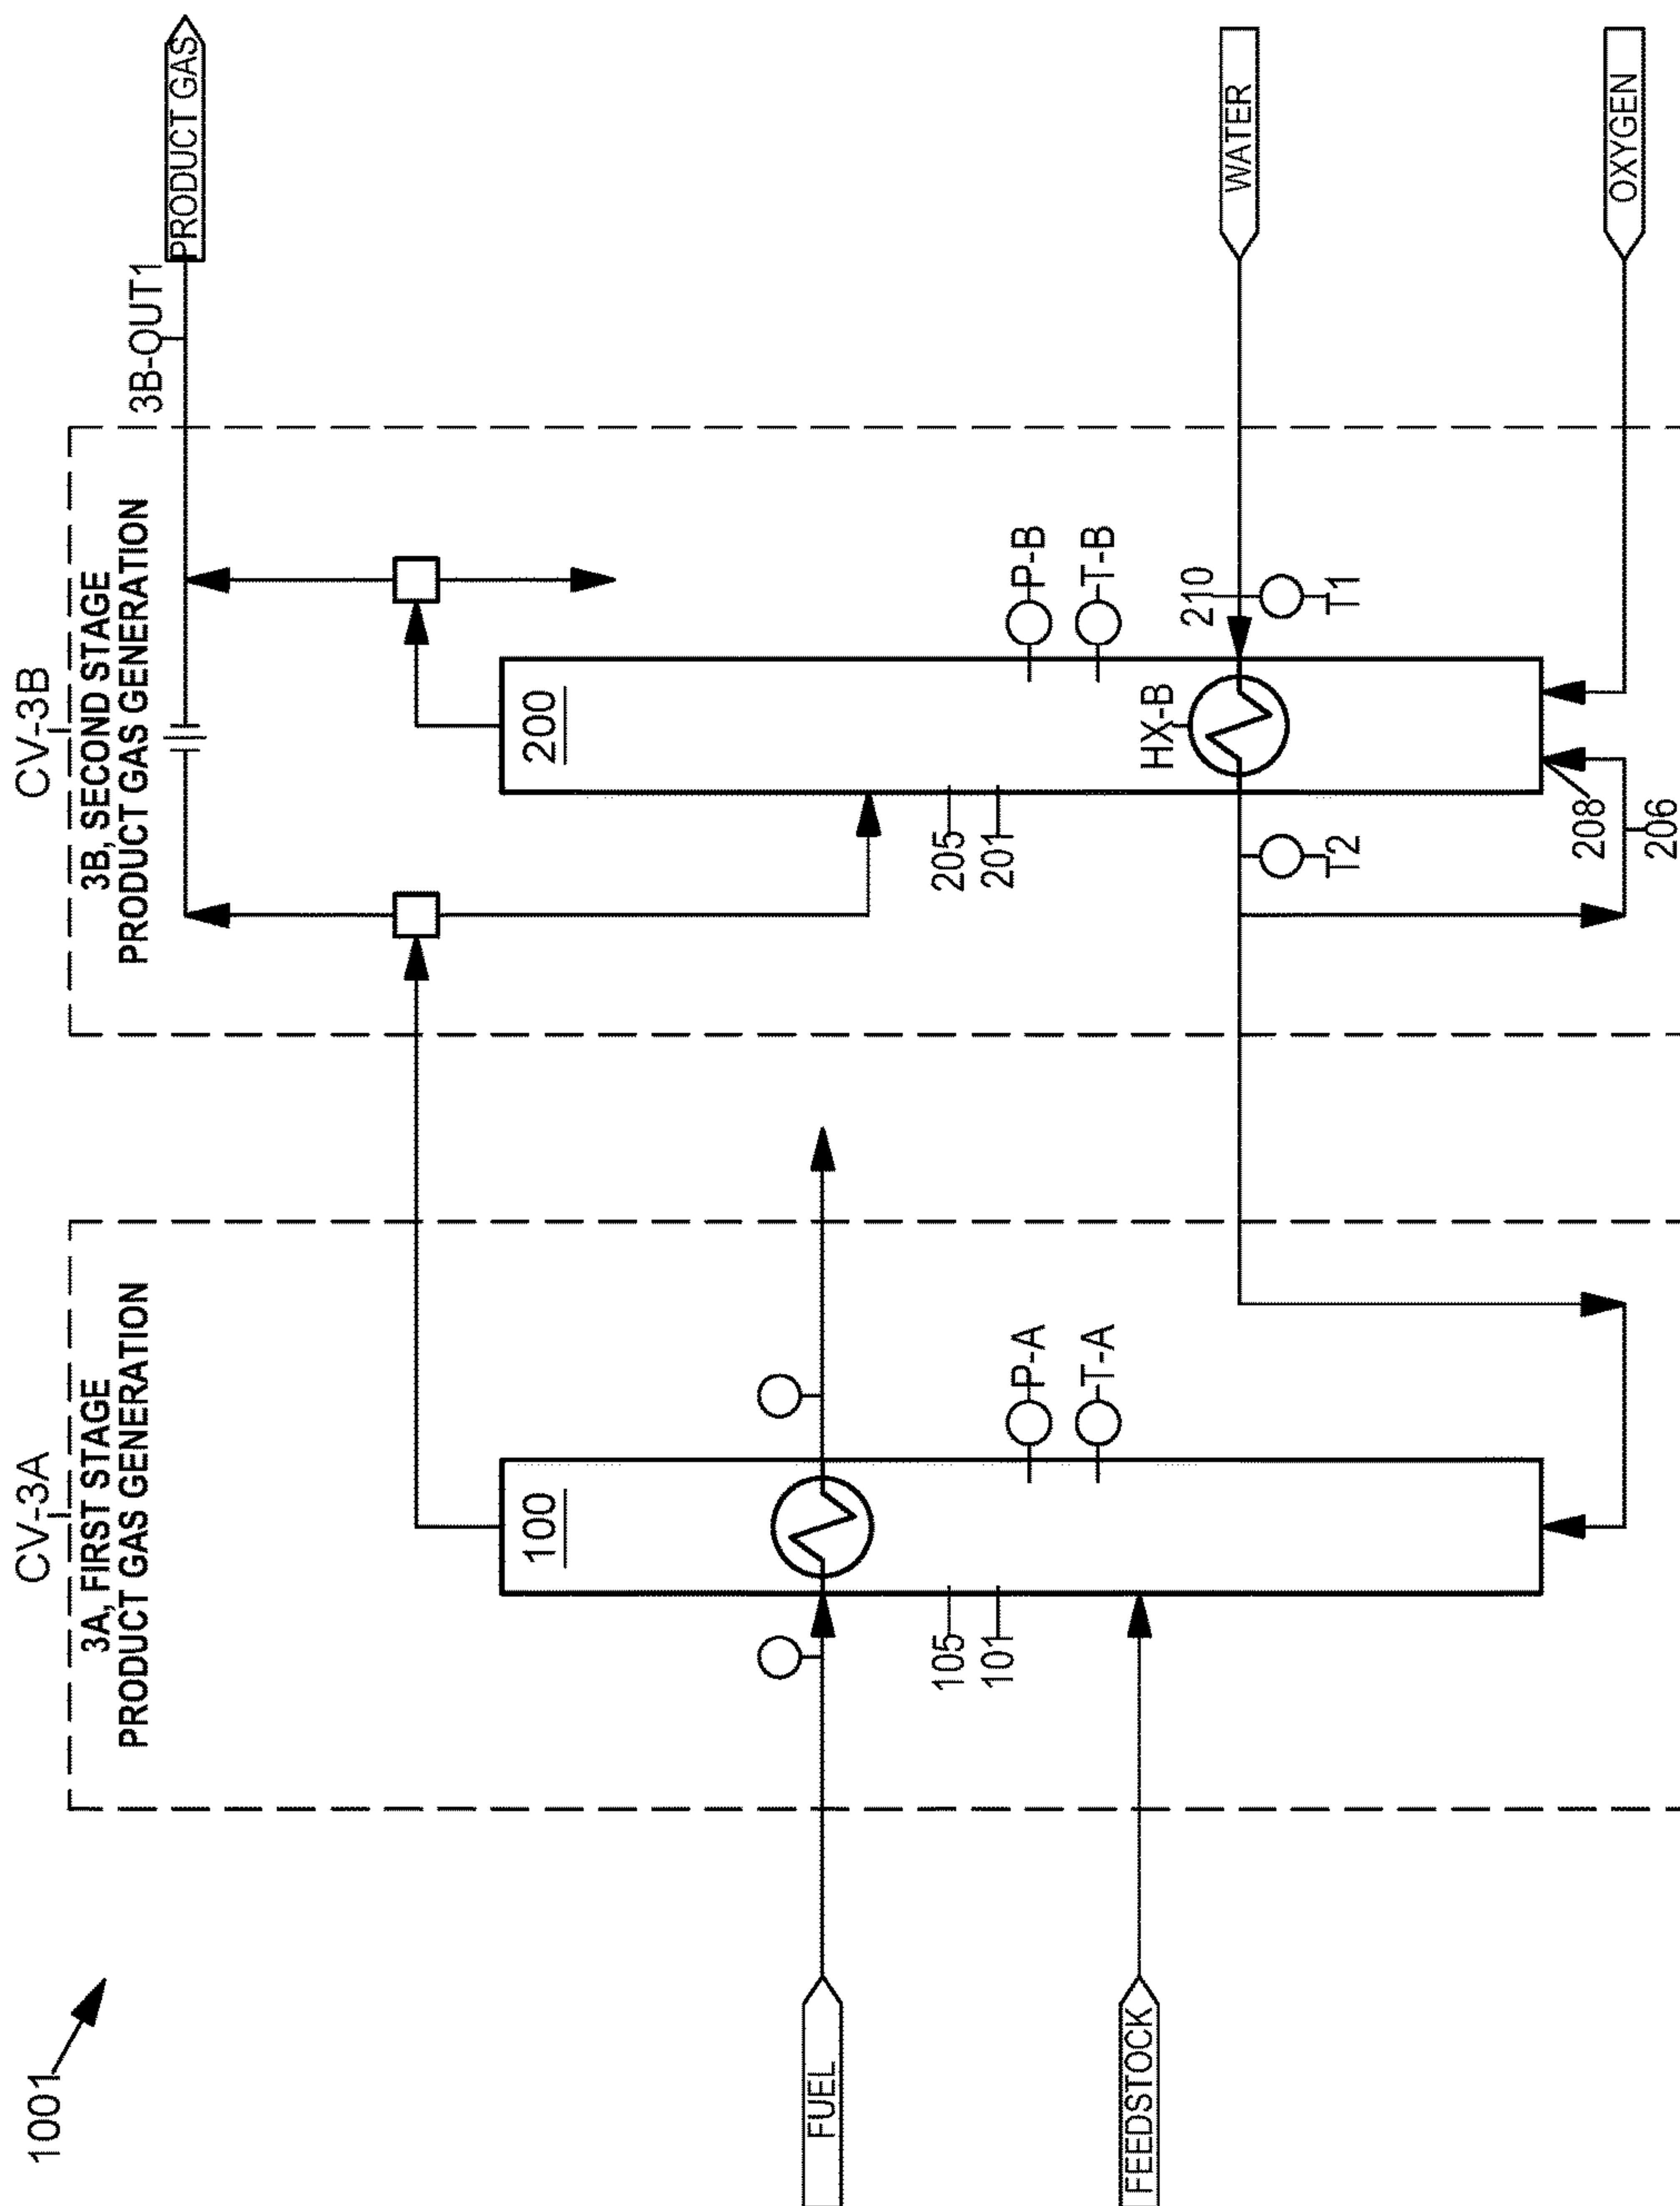 1001
CV-3A
3A, FIRST STAGE
PRODUCT GAS GENERATION
CV-3B
3B, SECOND STAGE
PRODUCT GAS GENERATION
3B-OUT1
PRODUCT GAS
100
200
FUEL
105
101
P-A
T-A
FEEDSTOCK
205
201
P-B
T-B
HX-B
210
WATER
T2
T1
208
206
OXYGEN